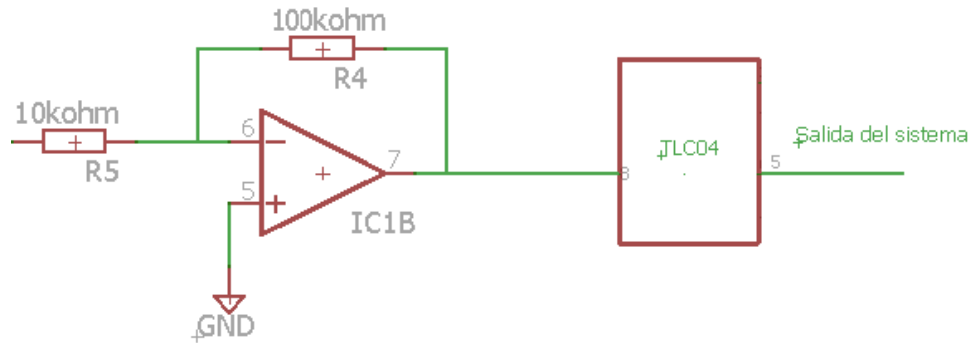 100kohm
R4
10kohm
R5
6
5
7
IC1B
GND
TLC04
8
5
Salida del sistema